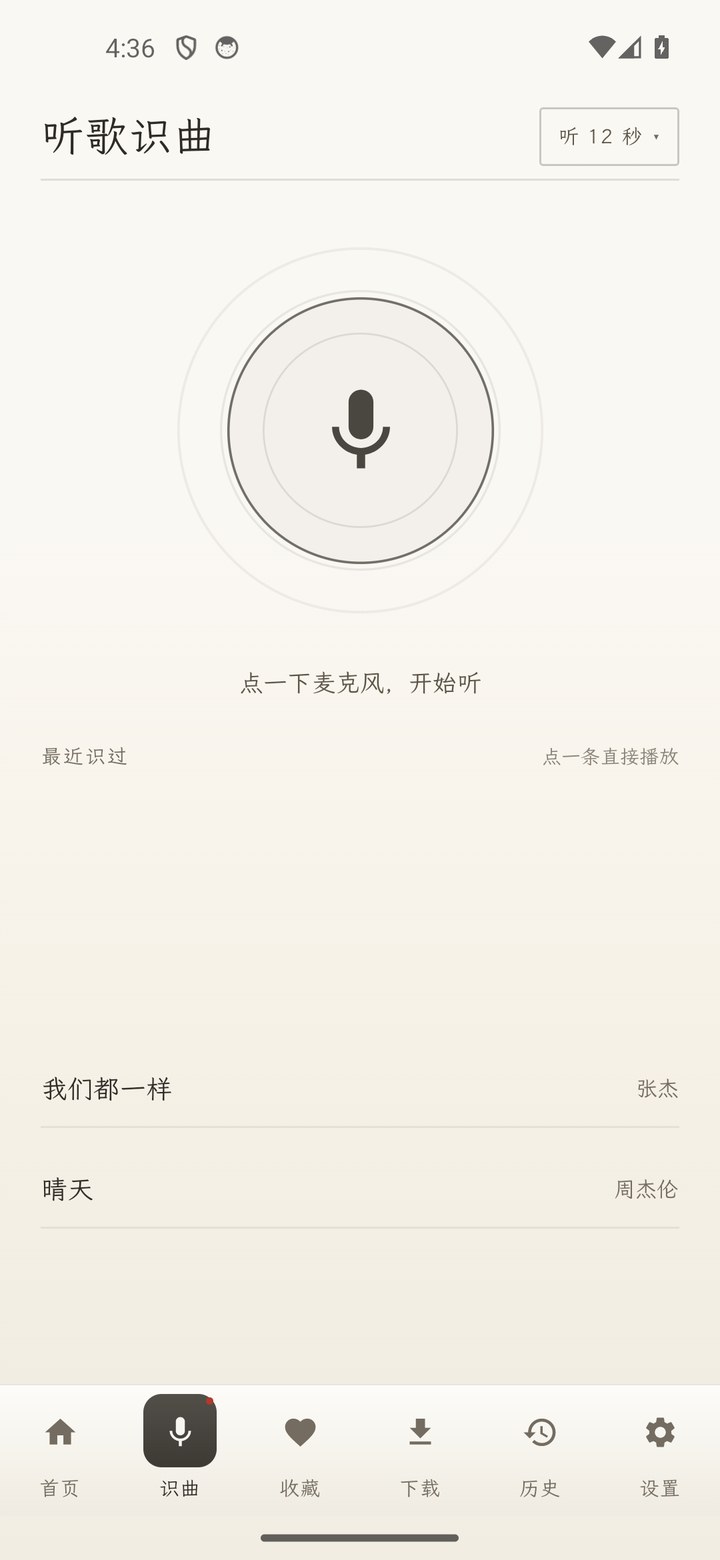 4:36
听歌识曲
听 12 秒 ▾
点一下麦克风, 开始听
最近识过
点一条直接播放
我们都一样
张杰
晴天
周杰伦
首页
识曲
收藏
下载
历史
设置